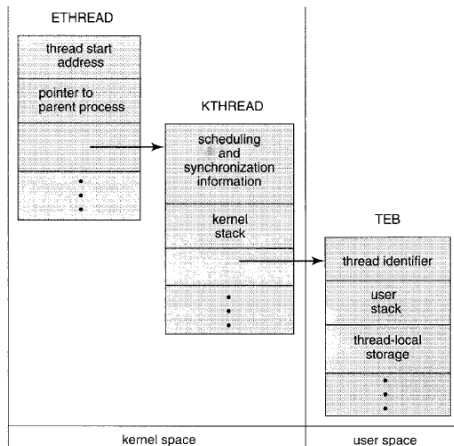 ETHREAD
thread start
address
pointer to
parent process
KTHREAD
scheduling
and
synchronization
information
kernel
stack
TEB
thread identifier
user
stack
thread-local
storage
kernel space
user space